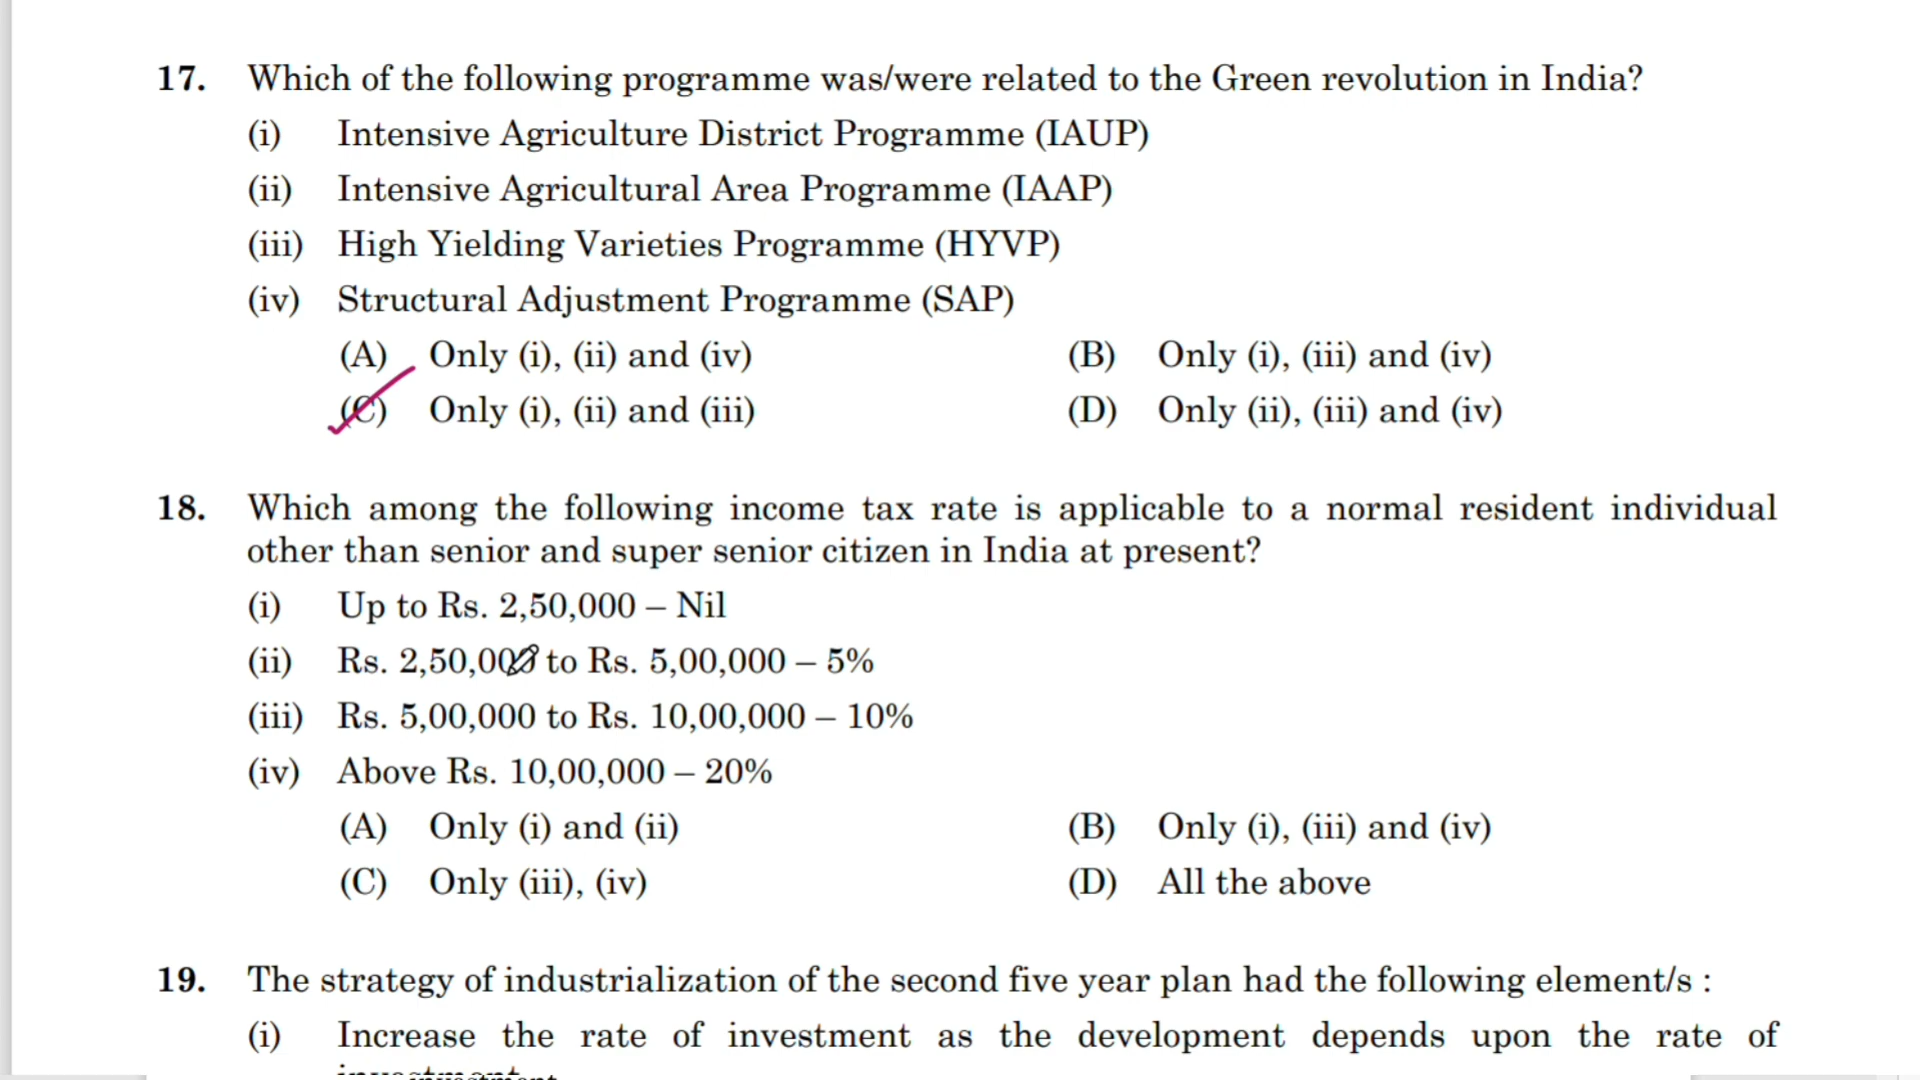 17. Which of the following programme was/were related to the Green revolution in India?
(i) Intensive Agriculture District Programme (IAUP)
(ii) Intensive Agricultural Area Programme (IAAP)
(iii) High Yielding Varieties Programme (HYVP)
(iv) Structural Adjustment Programme (SAP)
(A) Only (i), (ii) and (iv) (B) Only (i), (iii) and (iv)
(C) Only (i), (ii) and (iii) (D) Only (ii), (iii) and (iv)
18. Which among the following income tax rate is applicable to a normal resident individual
other than senior and super senior citizen in India at present?
(i) Up to Rs. 2,50,000 – Nil
(ii) Rs. 2,50,000 to Rs. 5,00,000 – 5%
(iii) Rs. 5,00,000 to Rs. 10,00,000 – 10%
(iv) Above Rs. 10,00,000 – 20%
(A) Only (i) and (ii) (B) Only (i), (iii) and (iv)
(C) Only (iii), (iv) (D) All the above
19. The strategy of industrialization of the second five year plan had the following element/s :
(i) Increase the rate of investment as the development depends upon the rate of